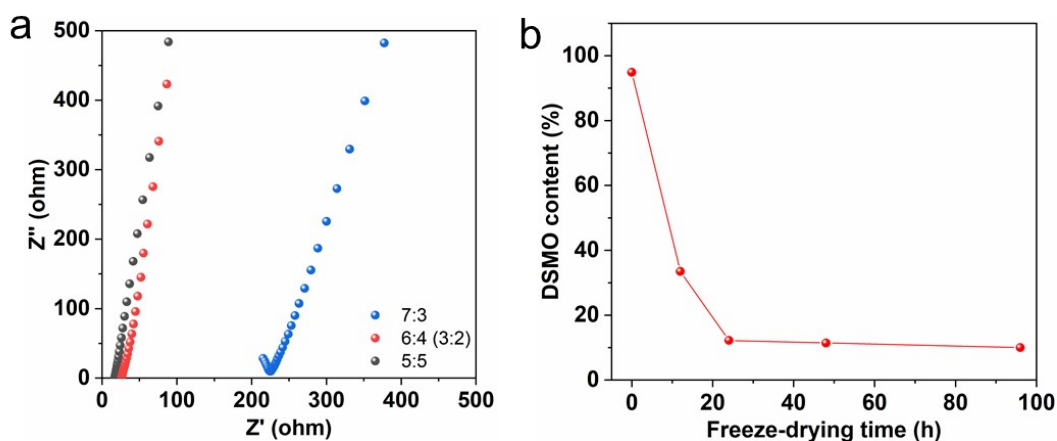 a
500
400
300
200
100
0
Z'' (ohm)
0 100 200 300 400 500
Z' (ohm)
7:3
6:4 (3:2)
5:5
b
100
80
60
40
20
0
DSMO content (%)
0 20 40 60 80 100
Freeze-drying time (h)